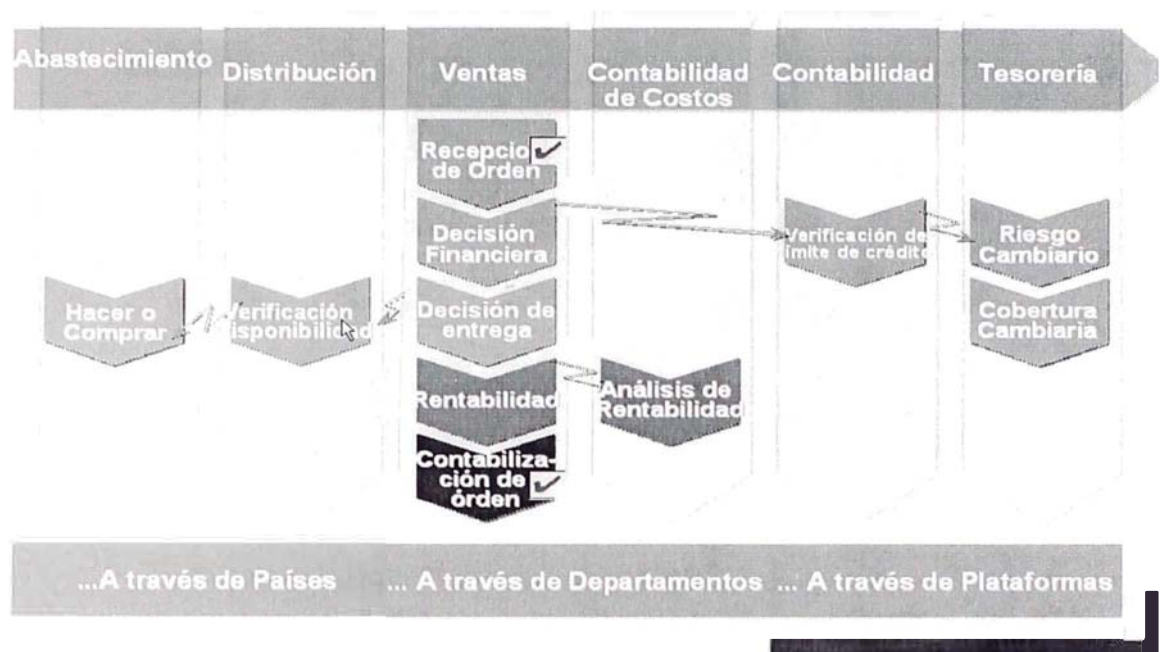 Abastecimiento
Distribución
Ventas
Contabilidad
de Costos
Contabilidad
Tesorería
Recepcio
de Orden
Decisión
Financiera
Verificación de
ímite de crédito
Riesgo
Cambiario
Hacer o
Comprar
Verificación
isponibilidad
Decisión de
entrega
Cobertura
Cambiaria
Rentabilidad
Análisis de
Rentabilidad
Contabiliza-
ción de
órden
...A través de Países
... A través de Departamentos
... A través de Plataformas